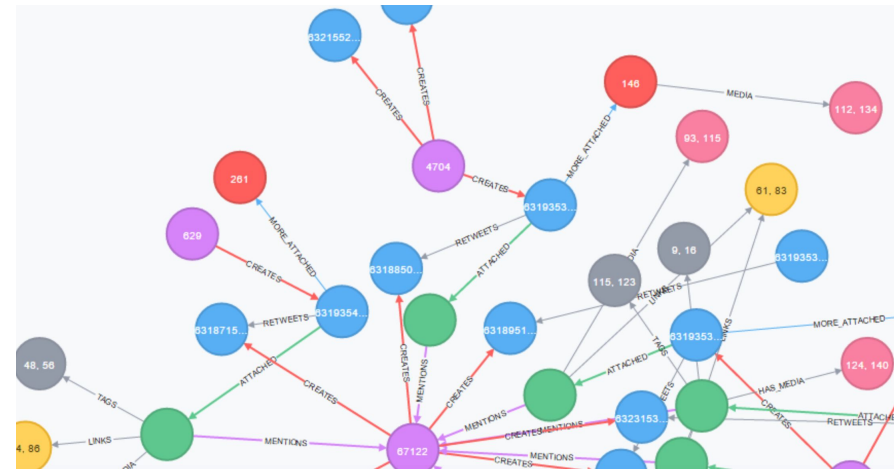 6321552...
CREATES
CREATES
146
MEDIA
112, 134
93, 115
MORE_ATTACHED
4704
CREATES
261
61, 83
6319353...
629
MORE_ATTACHED
RETWEETS
9, 16
CREATES
6318850...
ATTACHED
6319353...
115, 123
RETWEETS
6319354...
6318715...
RETWEETS
6318951...
6319353...
MORE_ATTACHED
CREATES
TAGS
48, 56
ATTACHED
MENTIONS
ATTACHED
124, 140
TAGS
CREATES
CREATES
HAS_MEDIA
CREATES
MENTIONS
6323153...
ATTACHE
4, 86
LINKS
MENTIONS
CREATES
MENTIONS
RETWEETS
67122
CREATES
MENTIONS